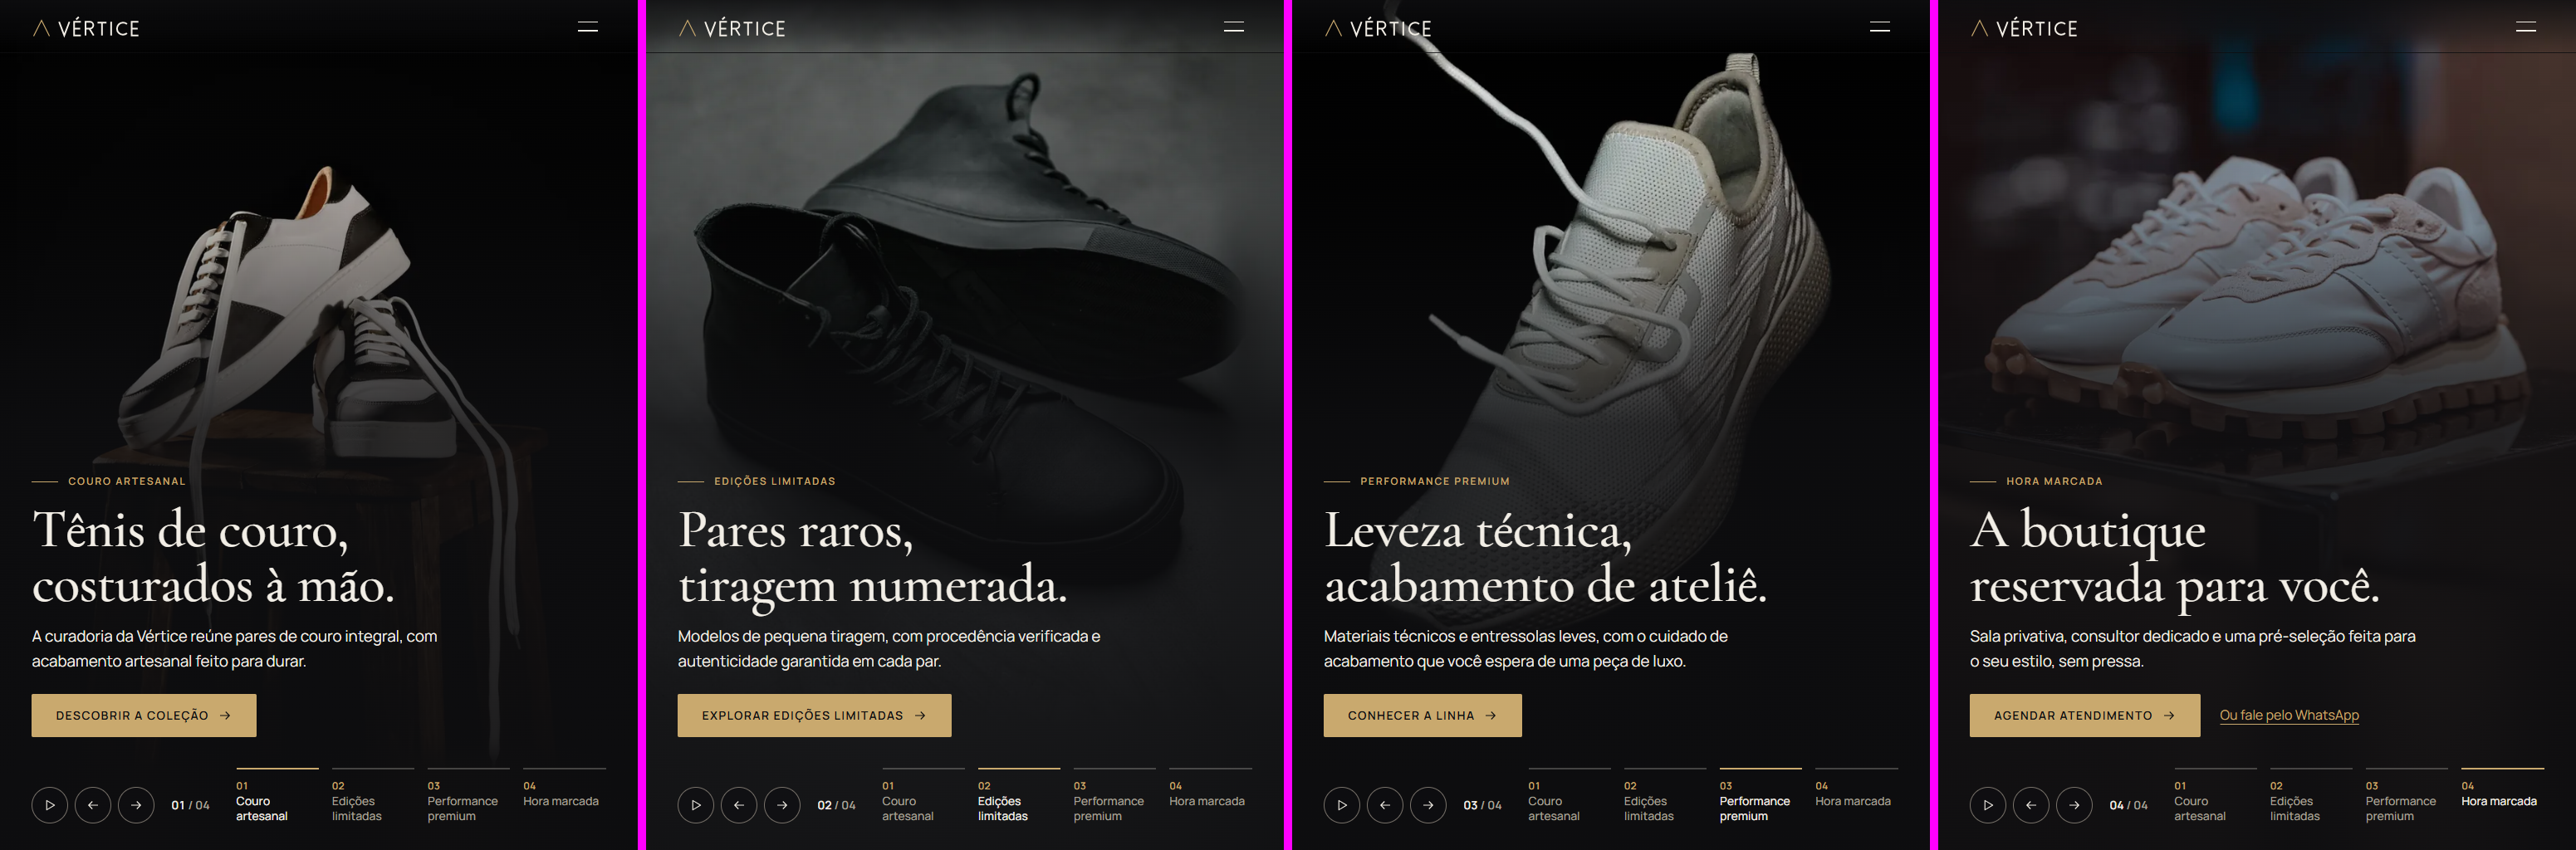 VÉRTICE
COURO ARTESANAL
Tênis de couro,
costurados à mão.
A curadoria da Vértice reúne pares de couro integral, com
acabamento artesanal feito para durar.
DESCOBRIR A COLEÇÃO →
01 / 04
01
Couro
artesanal
02
Edições
limitadas
03
Performance
premium
04
Hora marcada
VÉRTICE
EDIÇÕES LIMITADAS
Pares raros,
tiragem numerada.
Modelos de pequena tiragem, com procedência verificada e
autenticidade garantida em cada par.
EXPLORAR EDIÇÕES LIMITADAS →
02 / 04
01
Couro
artesanal
02
Edições
limitadas
03
Performance
premium
04
Hora marcada
VÉRTICE
PERFORMANCE PREMIUM
Leveza técnica,
acabamento de ateliê.
Materiais técnicos e entressolas leves, com o cuidado de
acabamento que você espera de uma peça de luxo.
CONHECER A LINHA →
03 / 04
01
Couro
artesanal
02
Edições
limitadas
03
Performance
premium
04
Hora marcada
VÉRTICE
HORA MARCADA
A boutique
reservada para você.
Sala privativa, consultor dedicado e uma pré-seleção feita para
o seu estilo, sem pressa.
AGENDAR ATENDIMENTO →
Ou fale pelo WhatsApp
04 / 04
01
Couro
artesanal
02
Edições
limitadas
03
Performance
premium
04
Hora marcada